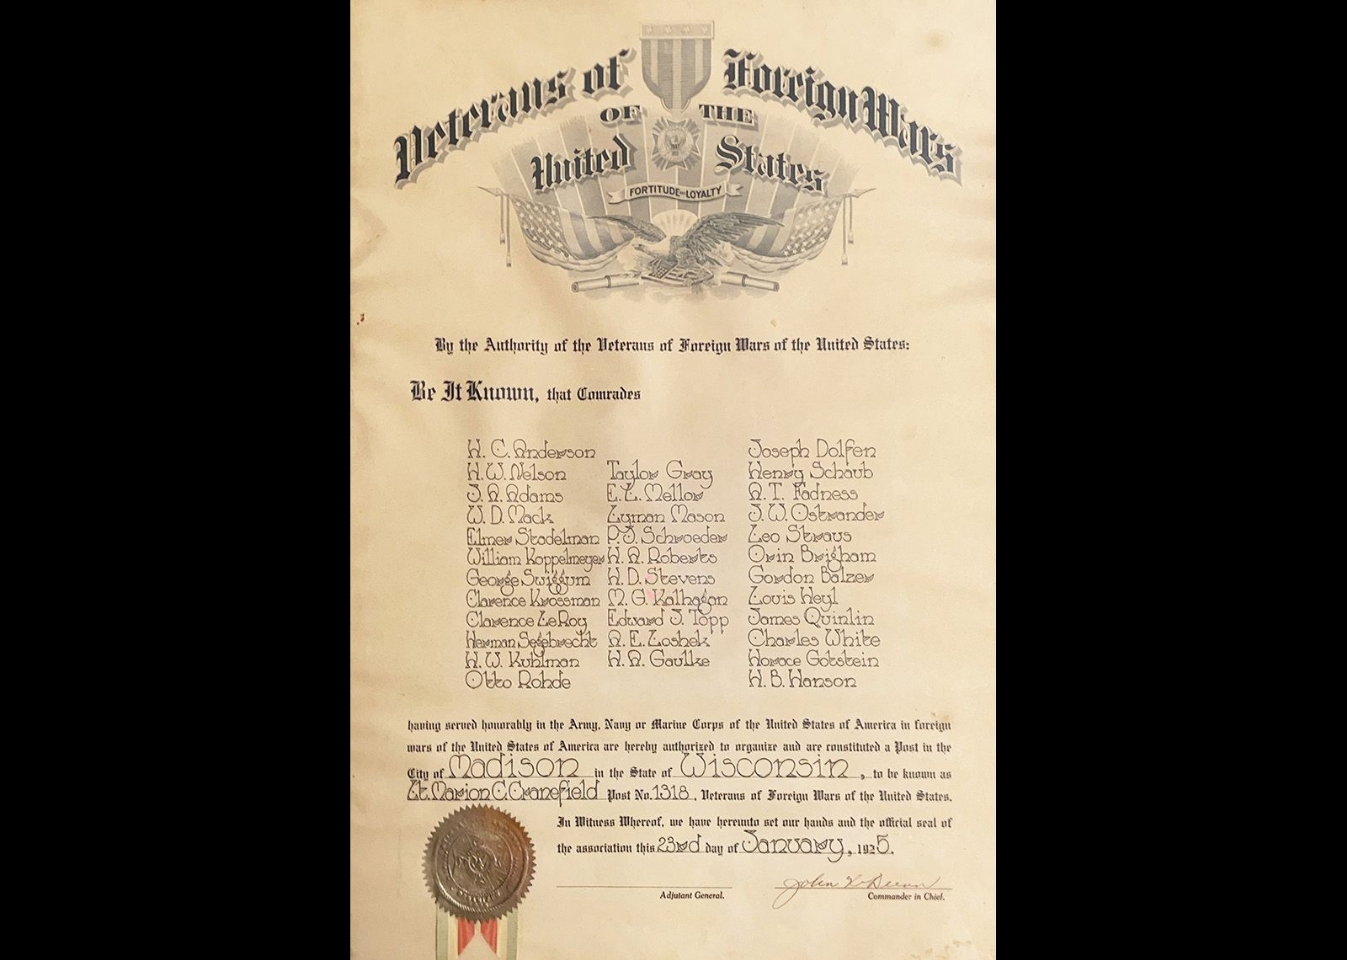 Veterans of Foreign Wars
OF THE
United States
FORTITUDE AND LOYALTY
By the Authority of the Veterans of Foreign Wars of the United States:
Be It Known, that Comrades
H. C. Anderson
H. W. Nelson
J. A. Adams
W. D. Mack
Elmer Stadelman
William Koppelmeyer
George Swiggum
Clarence Krossman
Clarence LeRoy
Herman Segebrecht
H. W. Kuhlman
Otto Rohde
Taylor Gray
E. L. Mellor
Lyman Mason
P. J. Schroeder
H. A. Roberts
H. D. Stevens
M. G. Kalhagan
Edward J. Topp
A. E. Loshek
H. A. Gaulke
Joseph Dolfen
Henry Schaub
A. T. Fadness
J. W. Ostrander
Leo Straus
Orin Brigham
Gordon Balzer
Louis Heyl
James Quinlin
Charles White
Horace Gotstein
H. B. Hanson
having served honorably in the Army, Navy or Marine Corps of the United States of America in foreign
wars of the United States of America are hereby authorized to organize and are constituted a Post in the
City of Madison in the State of Wisconsin, to be known as
Lt. Marion C. Cranefield Post No. 1318, Veterans of Foreign Wars of the United States.
In Witness Whereof, we have hereunto set our hands and the official seal of
the association this 23rd day of January, 1925.
Adjutant General.
Commander in Chief.